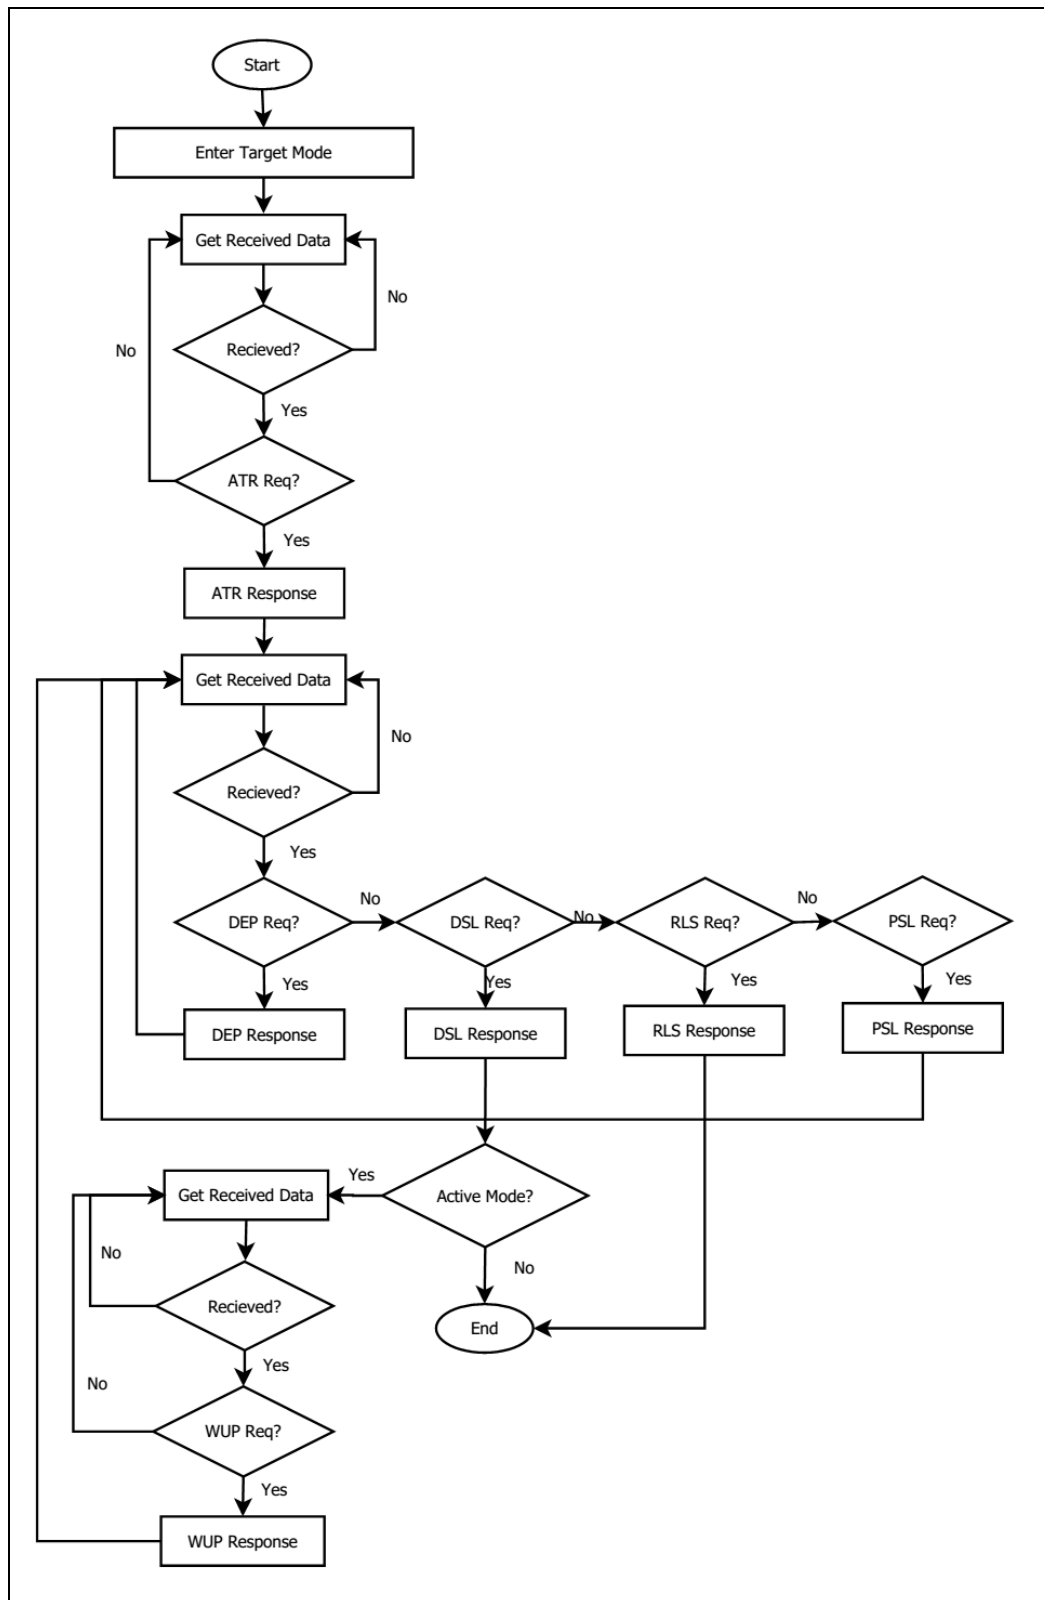 Start
Enter Target Mode
Get Received Data
No
Recieved?
No
Yes
ATR Req?
Yes
ATR Response
Get Received Data
No
Recieved?
Yes
DEP Req?
No
DSL Req?
No
RLS Req?
No
PSL Req?
Yes
Yes
Yes
Yes
DEP Response
DSL Response
RLS Response
PSL Response
Yes
Get Received Data
Active Mode?
No
No
Recieved?
End
Yes
No
WUP Req?
Yes
WUP Response